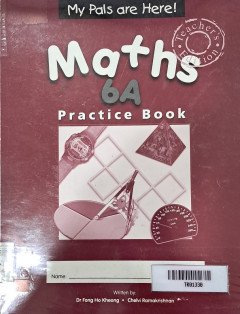 My Pals are Here!
Teacher's Edition
Maths
6A
Practice Book
Name:
Written by
Dr Fong Ho Kheong • Chelvi Ramakrishnan